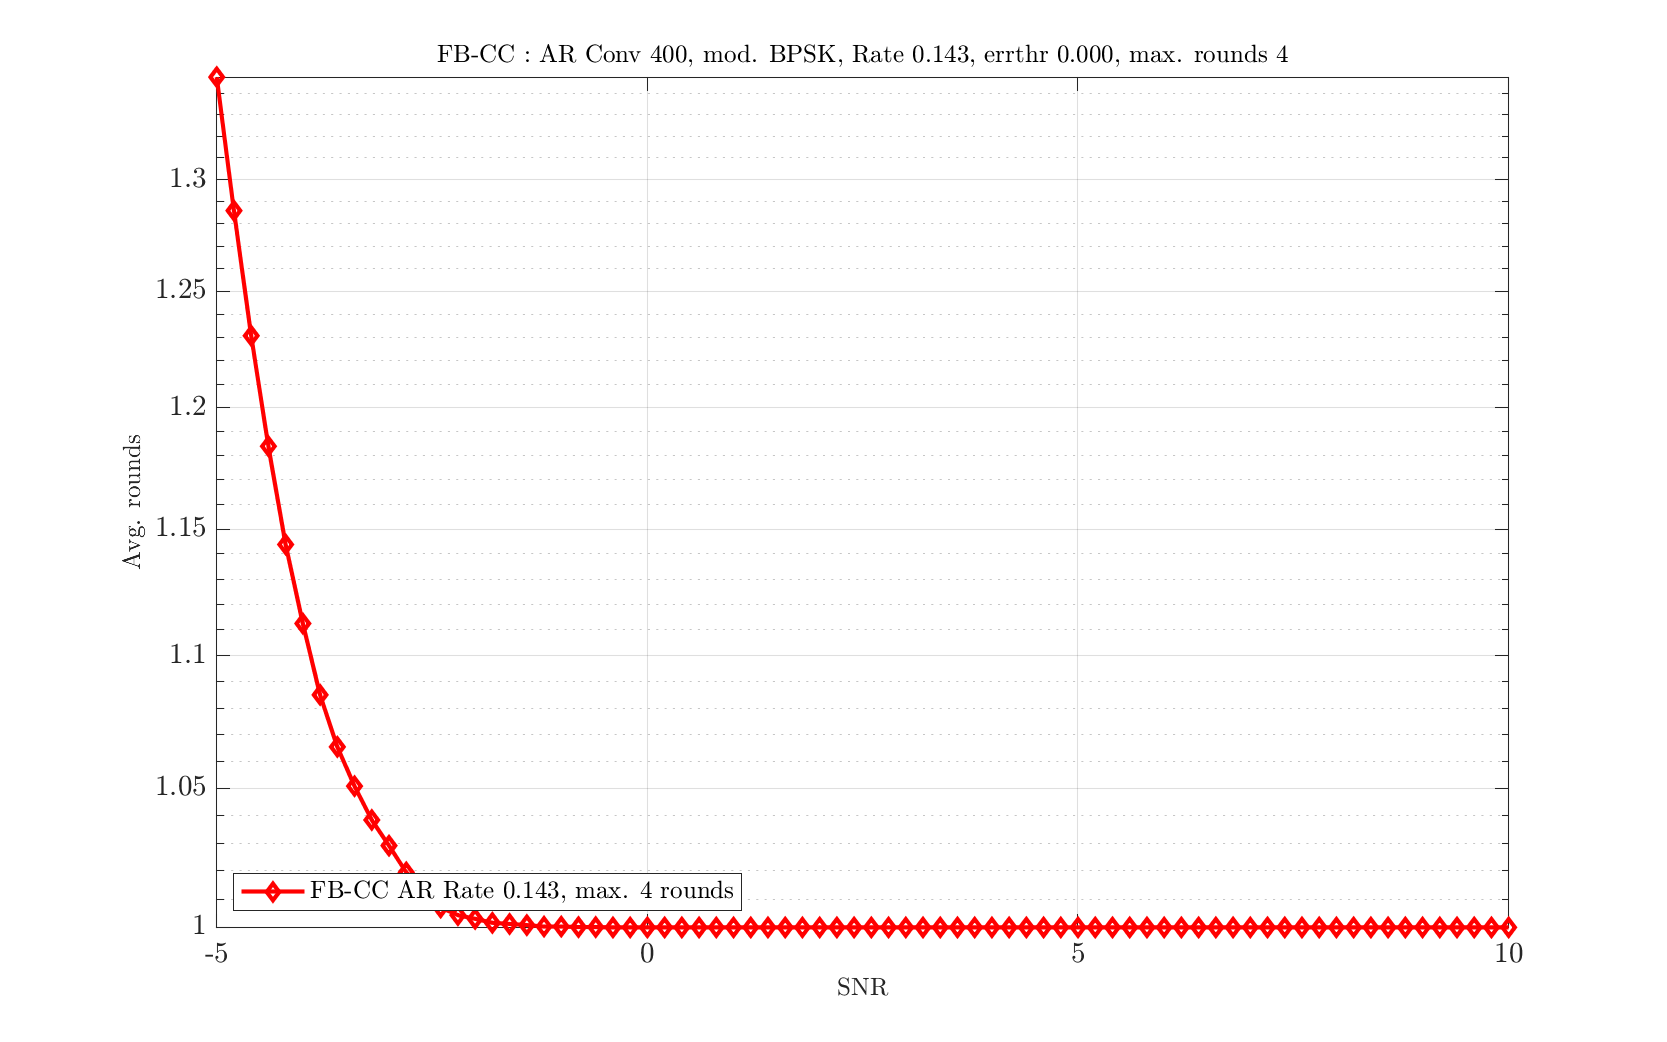 FB-CC : AR Conv 400, mod. BPSK, Rate 0.143, errthr 0.000, max. rounds 4
1.3
1.25
1.2
1.15
1.1
1.05
1
Avg. rounds
FB-CC AR Rate 0.143, max. 4 rounds
-5
0
5
10
SNR